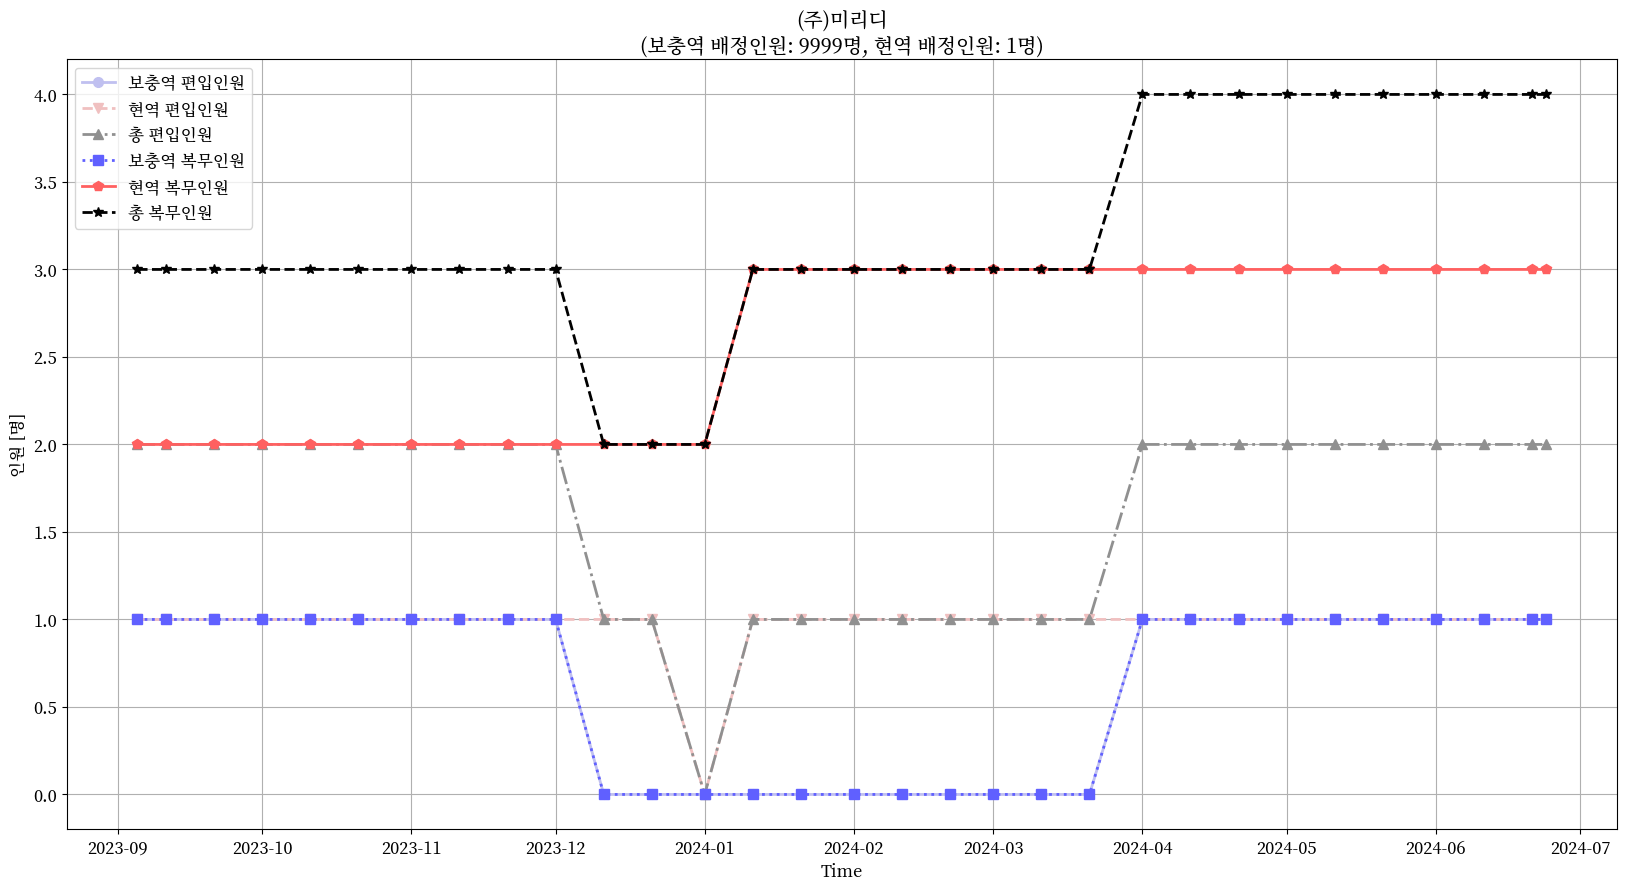 (주)미리디
(보충역 배정인원: 9999명, 현역 배정인원: 1명)
보충역 편입인원
현역 편입인원
총 편입인원
보충역 복무인원
현역 복무인원
총 복무인원
4.0
3.5
3.0
2.5
2.0
1.5
1.0
0.5
0.0
인원 [명]
2023-09
2023-10
2023-11
2023-12
2024-01
2024-02
2024-03
2024-04
2024-05
2024-06
2024-07
Time